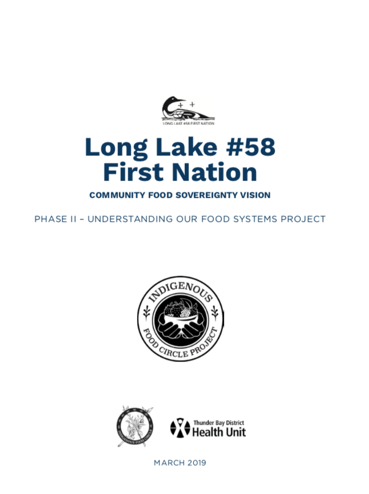 LONG LAKE #58 FIRST NATION
Long Lake #58
First Nation
COMMUNITY FOOD SOVEREIGNTY VISION
PHASE II – UNDERSTANDING OUR FOOD SYSTEMS PROJECT
INDIGENOUS
FOOD CIRCLE PROJECT
Thunder Bay District
Health Unit
MARCH 2019